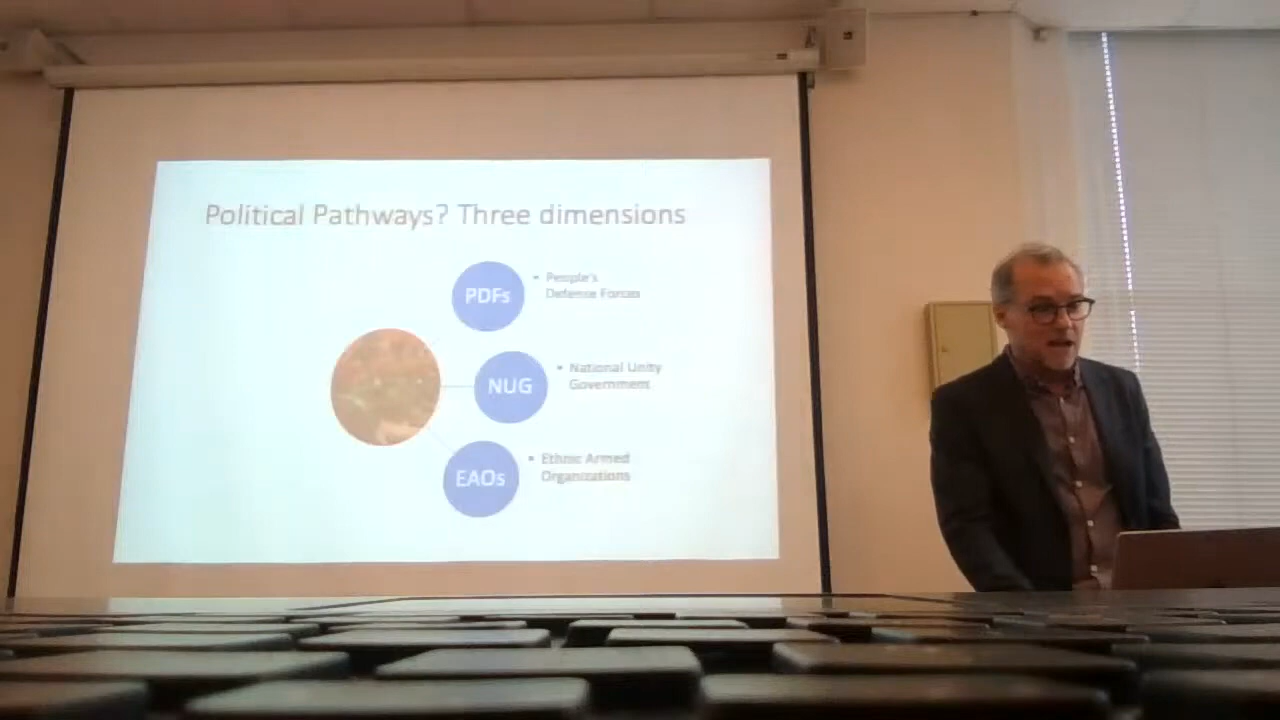 Political Pathways? Three dimensions
PDFs
• People's
Defense Forces
NUG
• National Unity
Government
EAOs
• Ethnic Armed
Organizations